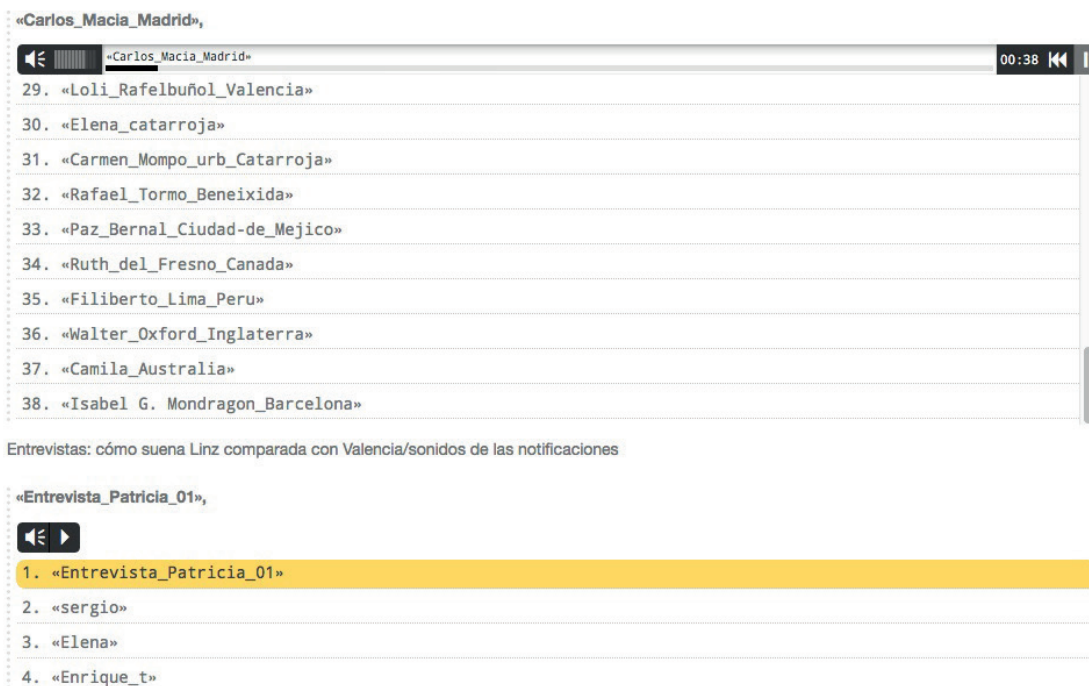 «Carlos_Macia_Madrid»,
«Carlos_Macia_Madrid»
00:38
29. «Loli_Rafelbuñol_Valencia»
30. «Elena_catarroja»
31. «Carmen_Mompo_urb_Catarroja»
32. «Rafael_Tormo_Beneixida»
33. «Paz_Bernal_Ciudad-de_Mejico»
34. «Ruth_del_Fresno_Canada»
35. «Filiberto_Lima_Peru»
36. «Walter_Oxford_Inglaterra»
37. «Camila_Australia»
38. «Isabel G. Mondragon_Barcelona»
Entrevistas: cómo suena Linz comparada con Valencia/sonidos de las notificaciones
«Entrevista_Patricia_01»,
1. «Entrevista_Patricia_01»
2. «sergio»
3. «Elena»
4. «Enrique_t»